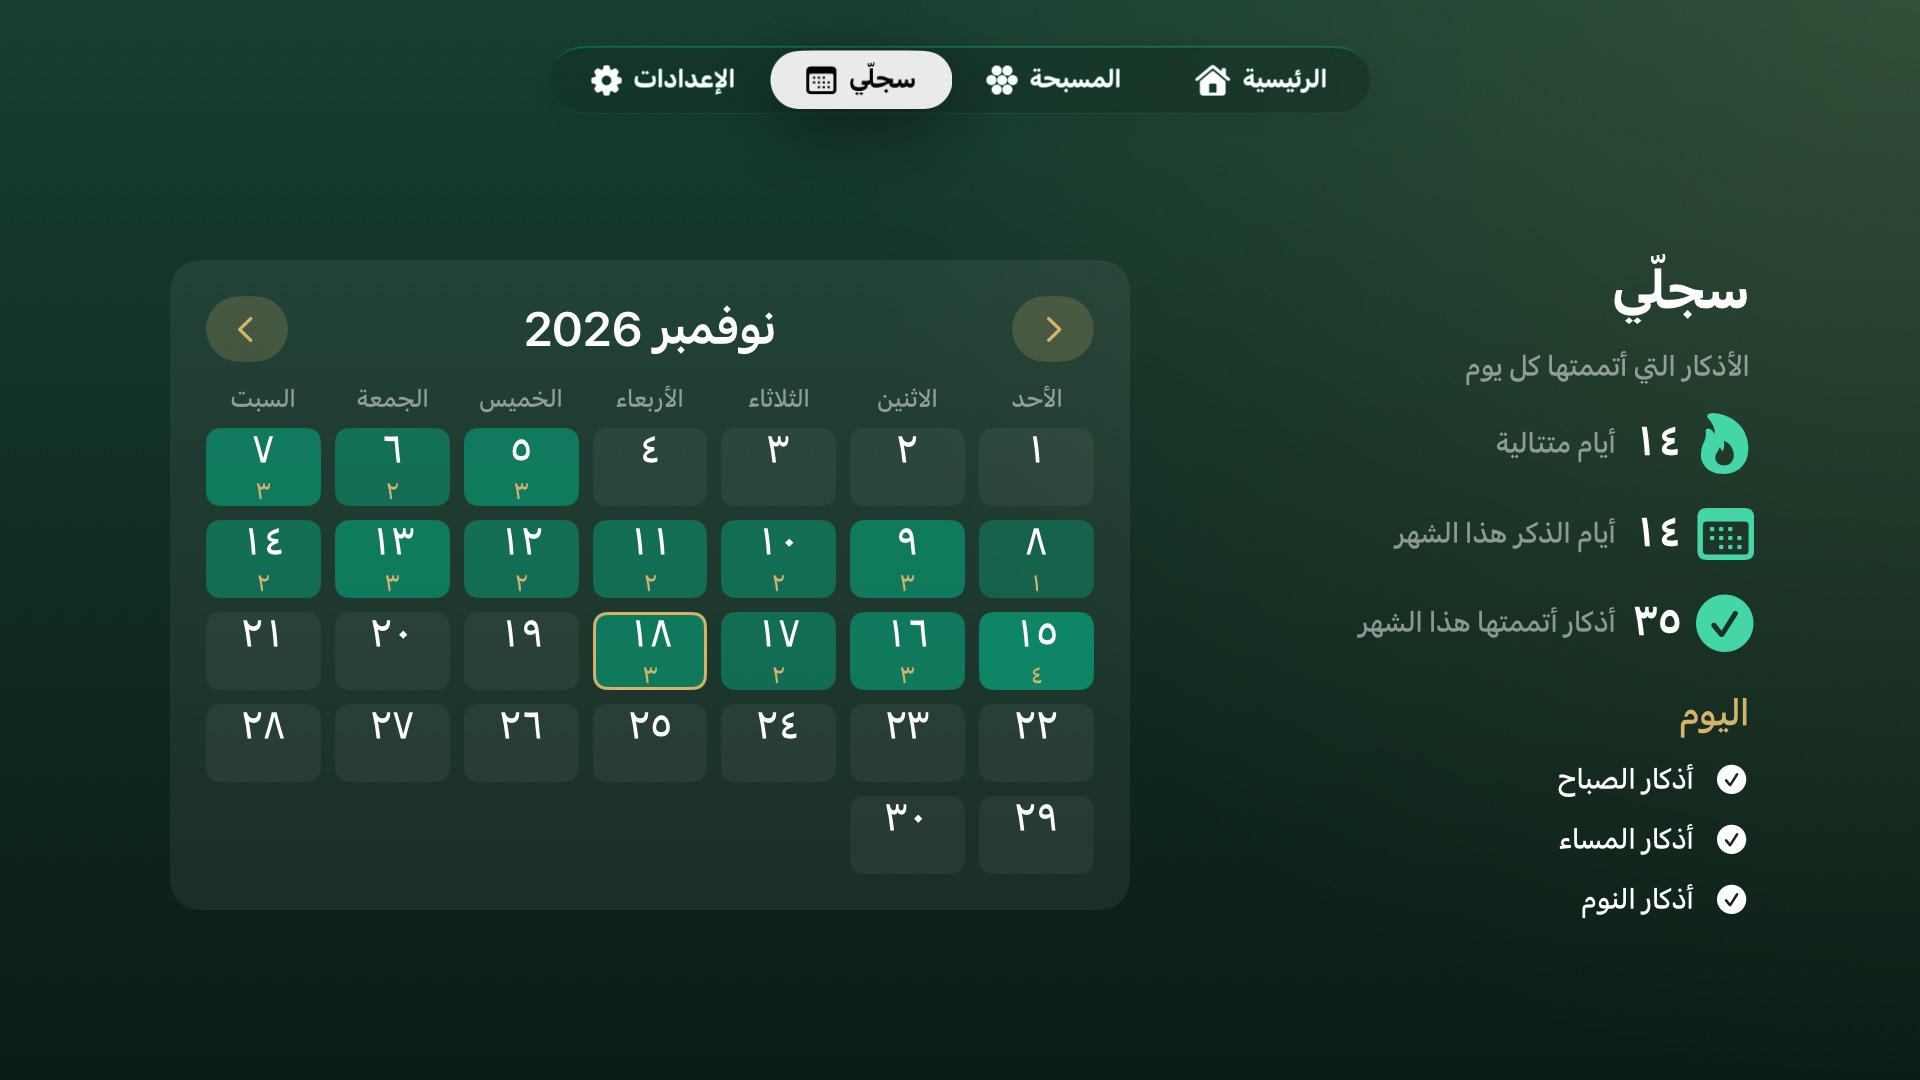 الرئيسية
المسبحة
سجلّي
الإعدادات
سجلّي
الأذكار التي أتممتها كل يوم
١٤ أيام متتالية
١٤ أيام الذكر هذا الشهر
٣٥ أذكار أتممتها هذا الشهر
اليوم
أذكار الصباح
أذكار المساء
أذكار النوم
نوفمبر 2026
الأحد الاثنين الثلاثاء الأربعاء الخميس الجمعة السبت
١ ٢ ٣ ٤ ٥ ٦ ٧
٣ ٢ ٣
٨ ٩ ١٠ ١١ ١٢ ١٣ ١٤
١ ٣ ٢ ٢ ٢ ٣ ٢
١٥ ١٦ ١٧ ١٨ ١٩ ٢٠ ٢١
٤ ٣ ٢ ٣
٢٢ ٢٣ ٢٤ ٢٥ ٢٦ ٢٧ ٢٨
٢٩ ٣٠